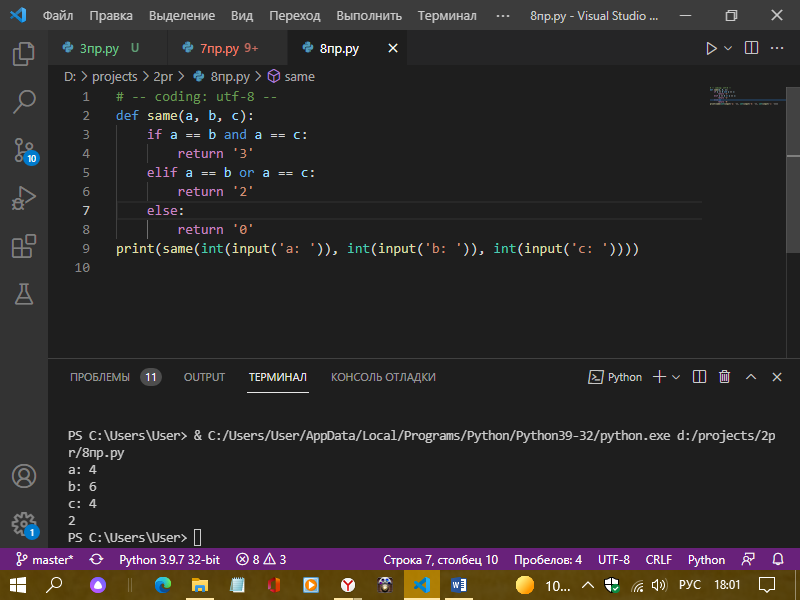 Файл Правка Выделение Вид Переход Выполнить Терминал ··· 8пр.py - Visual Studio ...
3пр.py U 7пр.py 9+ 8пр.py
D: > projects > 2pr > 8пр.py > same
1 # -- coding: utf-8 --
2 def same(a, b, c):
3 if a == b and a == c:
4 return '3'
5 elif a == b or a == c:
6 return '2'
7 else:
8 return '0'
9 print(same(int(input('a: ')), int(input('b: ')), int(input('c: '))))
10
10
ПРОБЛЕМЫ 11 OUTPUT ТЕРМИНАЛ КОНСОЛЬ ОТЛАДКИ Python
PS C:\Users\User> & C:/Users/User/AppData/Local/Programs/Python/Python39-32/python.exe d:/projects/2p
r/8пр.py
a: 4
b: 6
c: 4
2
PS C:\Users\User>
1
master* Python 3.9.7 32-bit 8 3 Строка 7, столбец 10 Пробелов: 4 UTF-8 CRLF Python
10... РУС 18:01